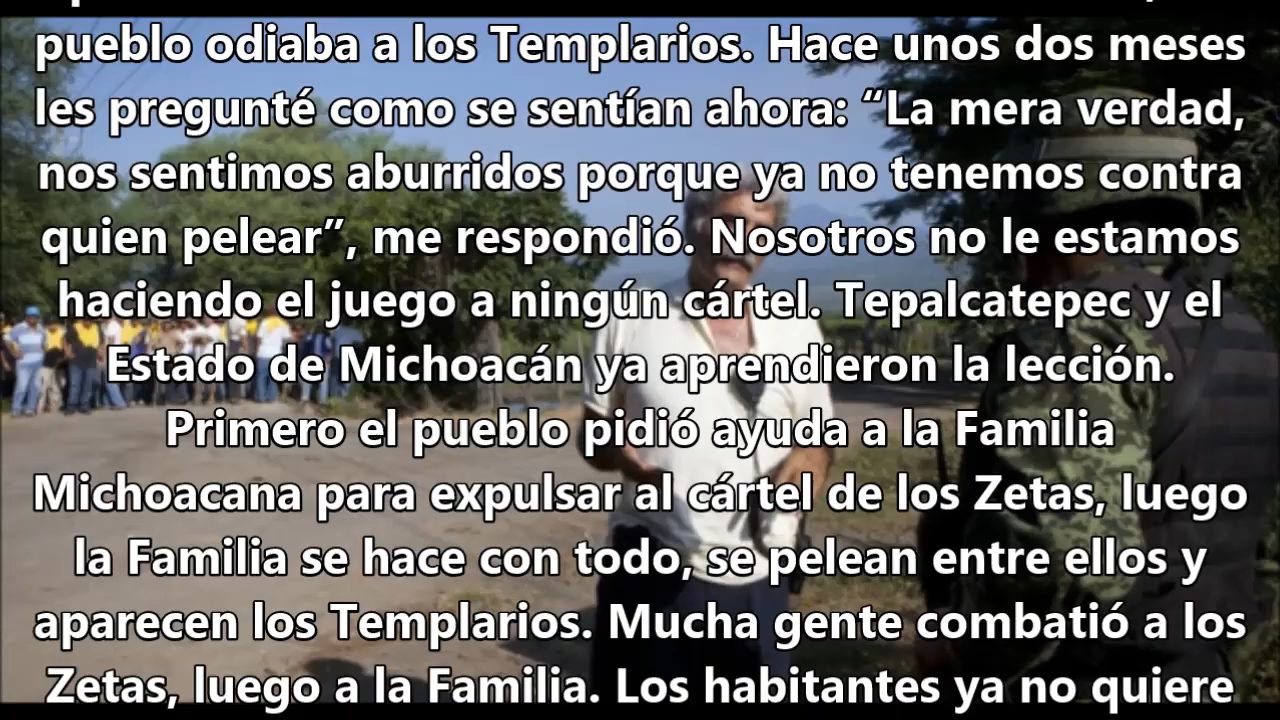 pueblo odiaba a los Templarios. Hace unos dos meses
les pregunté como se sentían ahora: “La mera verdad,
nos sentimos aburridos porque ya no tenemos contra
quien pelear”, me respondió. Nosotros no le estamos
haciendo el juego a ningún cártel. Tepalcatepec y el
Estado de Michoacán ya aprendieron la lección.
Primero el pueblo pidió ayuda a la Familia
Michoacana para expulsar al cártel de los Zetas, luego
la Familia se hace con todo, se pelean entre ellos y
aparecen los Templarios. Mucha gente combatió a los
Zetas, luego a la Familia. Los habitantes ya no quiere